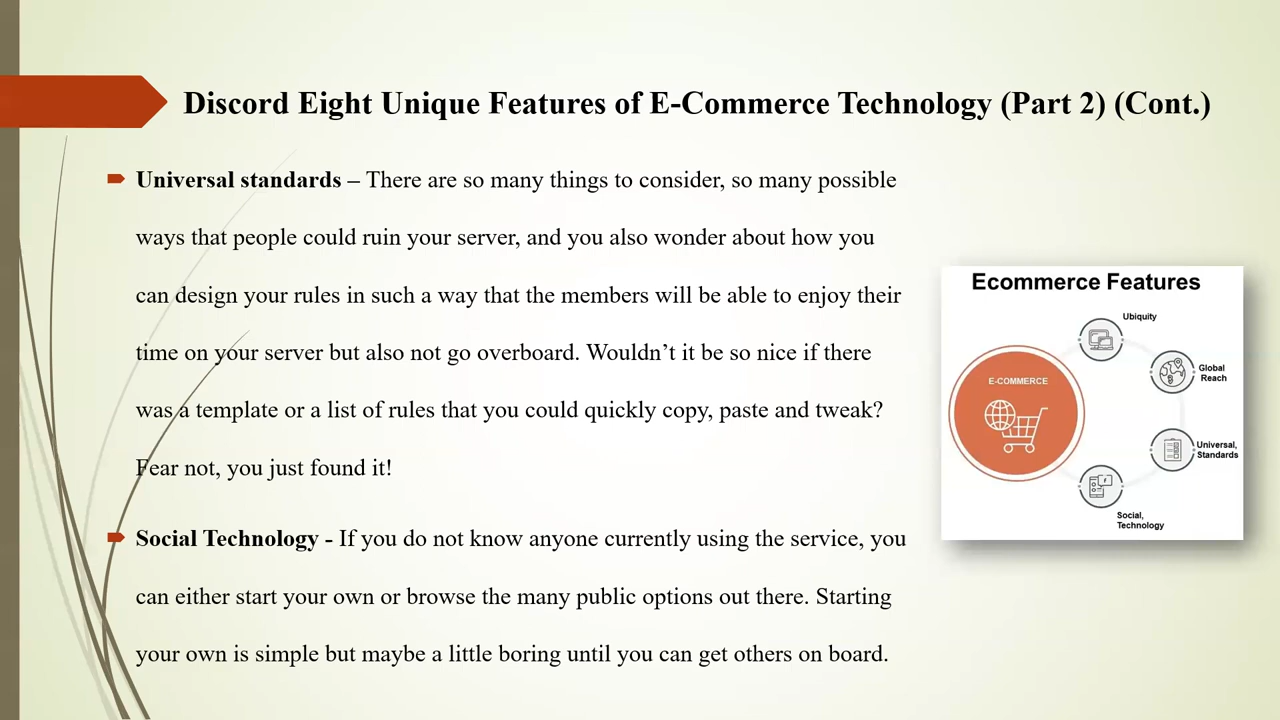 Discord Eight Unique Features of E-Commerce Technology (Part 2) (Cont.)
Universal standards – There are so many things to consider, so many possible
ways that people could ruin your server, and you also wonder about how you
can design your rules in such a way that the members will be able to enjoy their
time on your server but also not go overboard. Wouldn’t it be so nice if there
was a template or a list of rules that you could quickly copy, paste and tweak?
Fear not, you just found it!
Social Technology - If you do not know anyone currently using the service, you
can either start your own or browse the many public options out there. Starting
your own is simple but maybe a little boring until you can get others on board.
Ecommerce Features
Ubiquity
Global
Reach
E-COMMERCE
Universal,
Standards
Social,
Technology